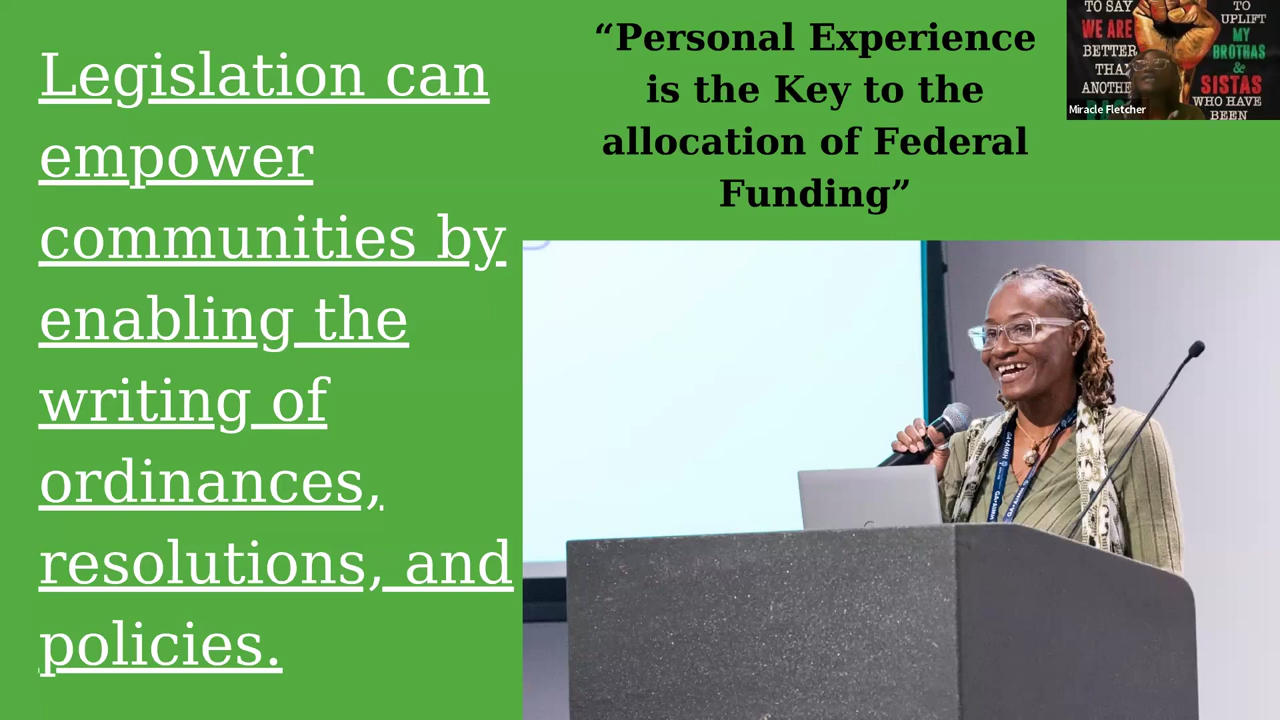 Legislation can
empower
communities by
enabling the
writing of
ordinances,
resolutions, and
policies.
“Personal Experience
is the Key to the
allocation of Federal
Funding”
TO SAY
WE ARE
BETTER
THAN
ANOTHE
TO
UPLIFT
MY
BROTHAS
&
SISTAS
WHO HAVE
BEEN
Miracle Fletcher